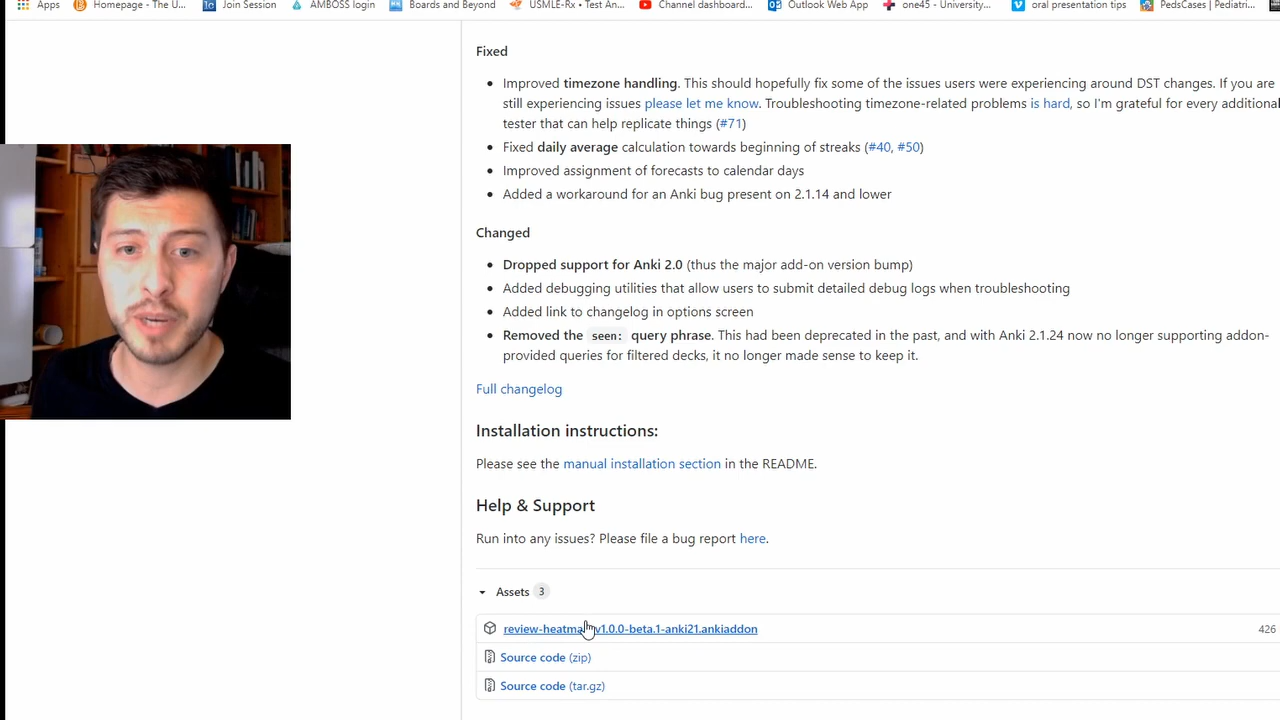 Apps Homepage - The U... Join Session AMBOSS login Boards and Beyond USMLE-Rx • Test An... Channel dashboard... Outlook Web App one45 - University... oral presentation tips PedsCases | Pediatri...
Fixed
Improved timezone handling. This should hopefully fix some of the issues users were experiencing around DST changes. If you are
still experiencing issues please let me know. Troubleshooting timezone-related problems is hard, so I'm grateful for every additional
tester that can help replicate things (#71)
Fixed daily average calculation towards beginning of streaks (#40, #50)
Improved assignment of forecasts to calendar days
Added a workaround for an Anki bug present on 2.1.14 and lower
Changed
Dropped support for Anki 2.0 (thus the major add-on version bump)
Added debugging utilities that allow users to submit detailed debug logs when troubleshooting
Added link to changelog in options screen
Removed the seen: query phrase. This had been deprecated in the past, and with Anki 2.1.24 now no longer supporting addon-
provided queries for filtered decks, it no longer made sense to keep it.
Full changelog
Installation instructions:
Please see the manual installation section in the README.
Help & Support
Run into any issues? Please file a bug report here.
Assets 3
review-heatmap-v1.0.0-beta.1-anki21.ankiaddon 426
Source code (zip)
Source code (tar.gz)